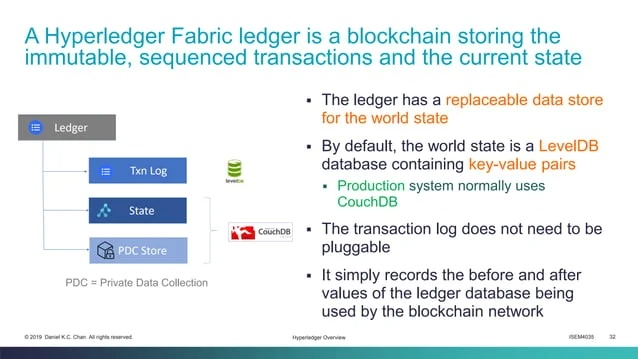 A Hyperledger Fabric ledger is a blockchain storing the
immutable, sequenced transactions and the current state
Ledger
Txn Log
levelDB
State
CouchDB
PDC Store
PDC = Private Data Collection
▪ The ledger has a replaceable data store
for the world state
▪ By default, the world state is a LevelDB
database containing key-value pairs
▪ Production system normally uses
CouchDB
▪ The transaction log does not need to be
pluggable
▪ It simply records the before and after
values of the ledger database being
used by the blockchain network
© 2019 Daniel K.C. Chan. All rights reserved.
Hyperledger Overview
ISEM4035
32